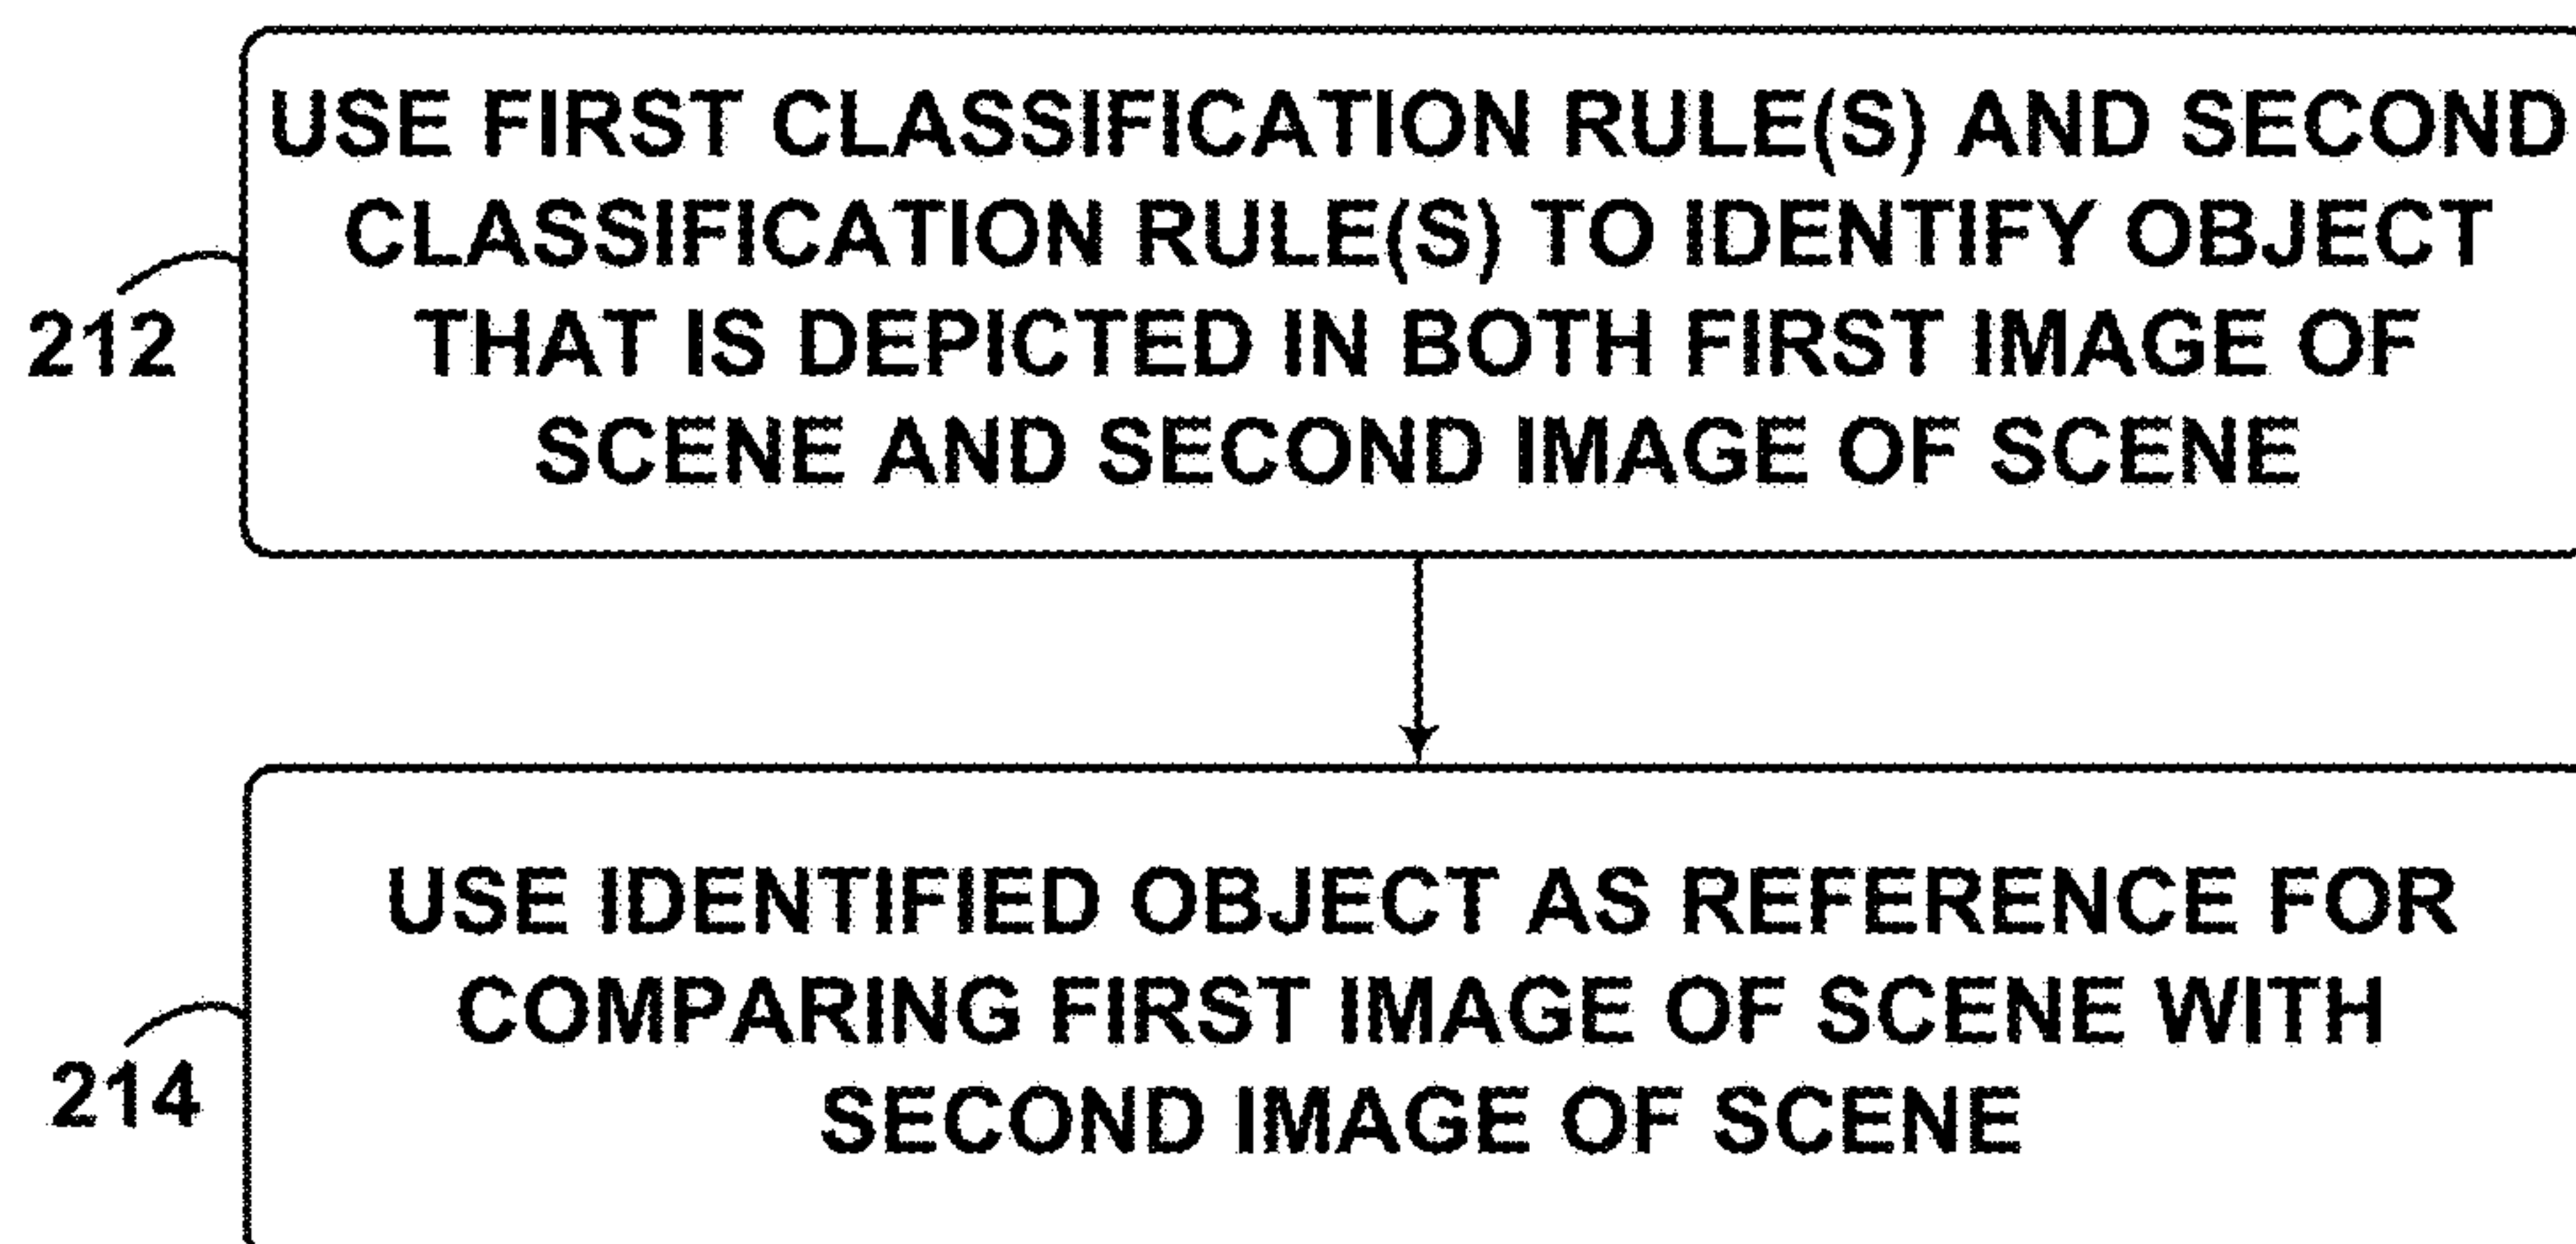 USE FIRST CLASSIFICATION RULE(S) AND SECOND
CLASSIFICATION RULE(S) TO IDENTIFY OBJECT
THAT IS DEPICTED IN BOTH FIRST IMAGE OF
SCENE AND SECOND IMAGE OF SCENE
212
USE IDENTIFIED OBJECT AS REFERENCE FOR
COMPARING FIRST IMAGE OF SCENE WITH
SECOND IMAGE OF SCENE
214